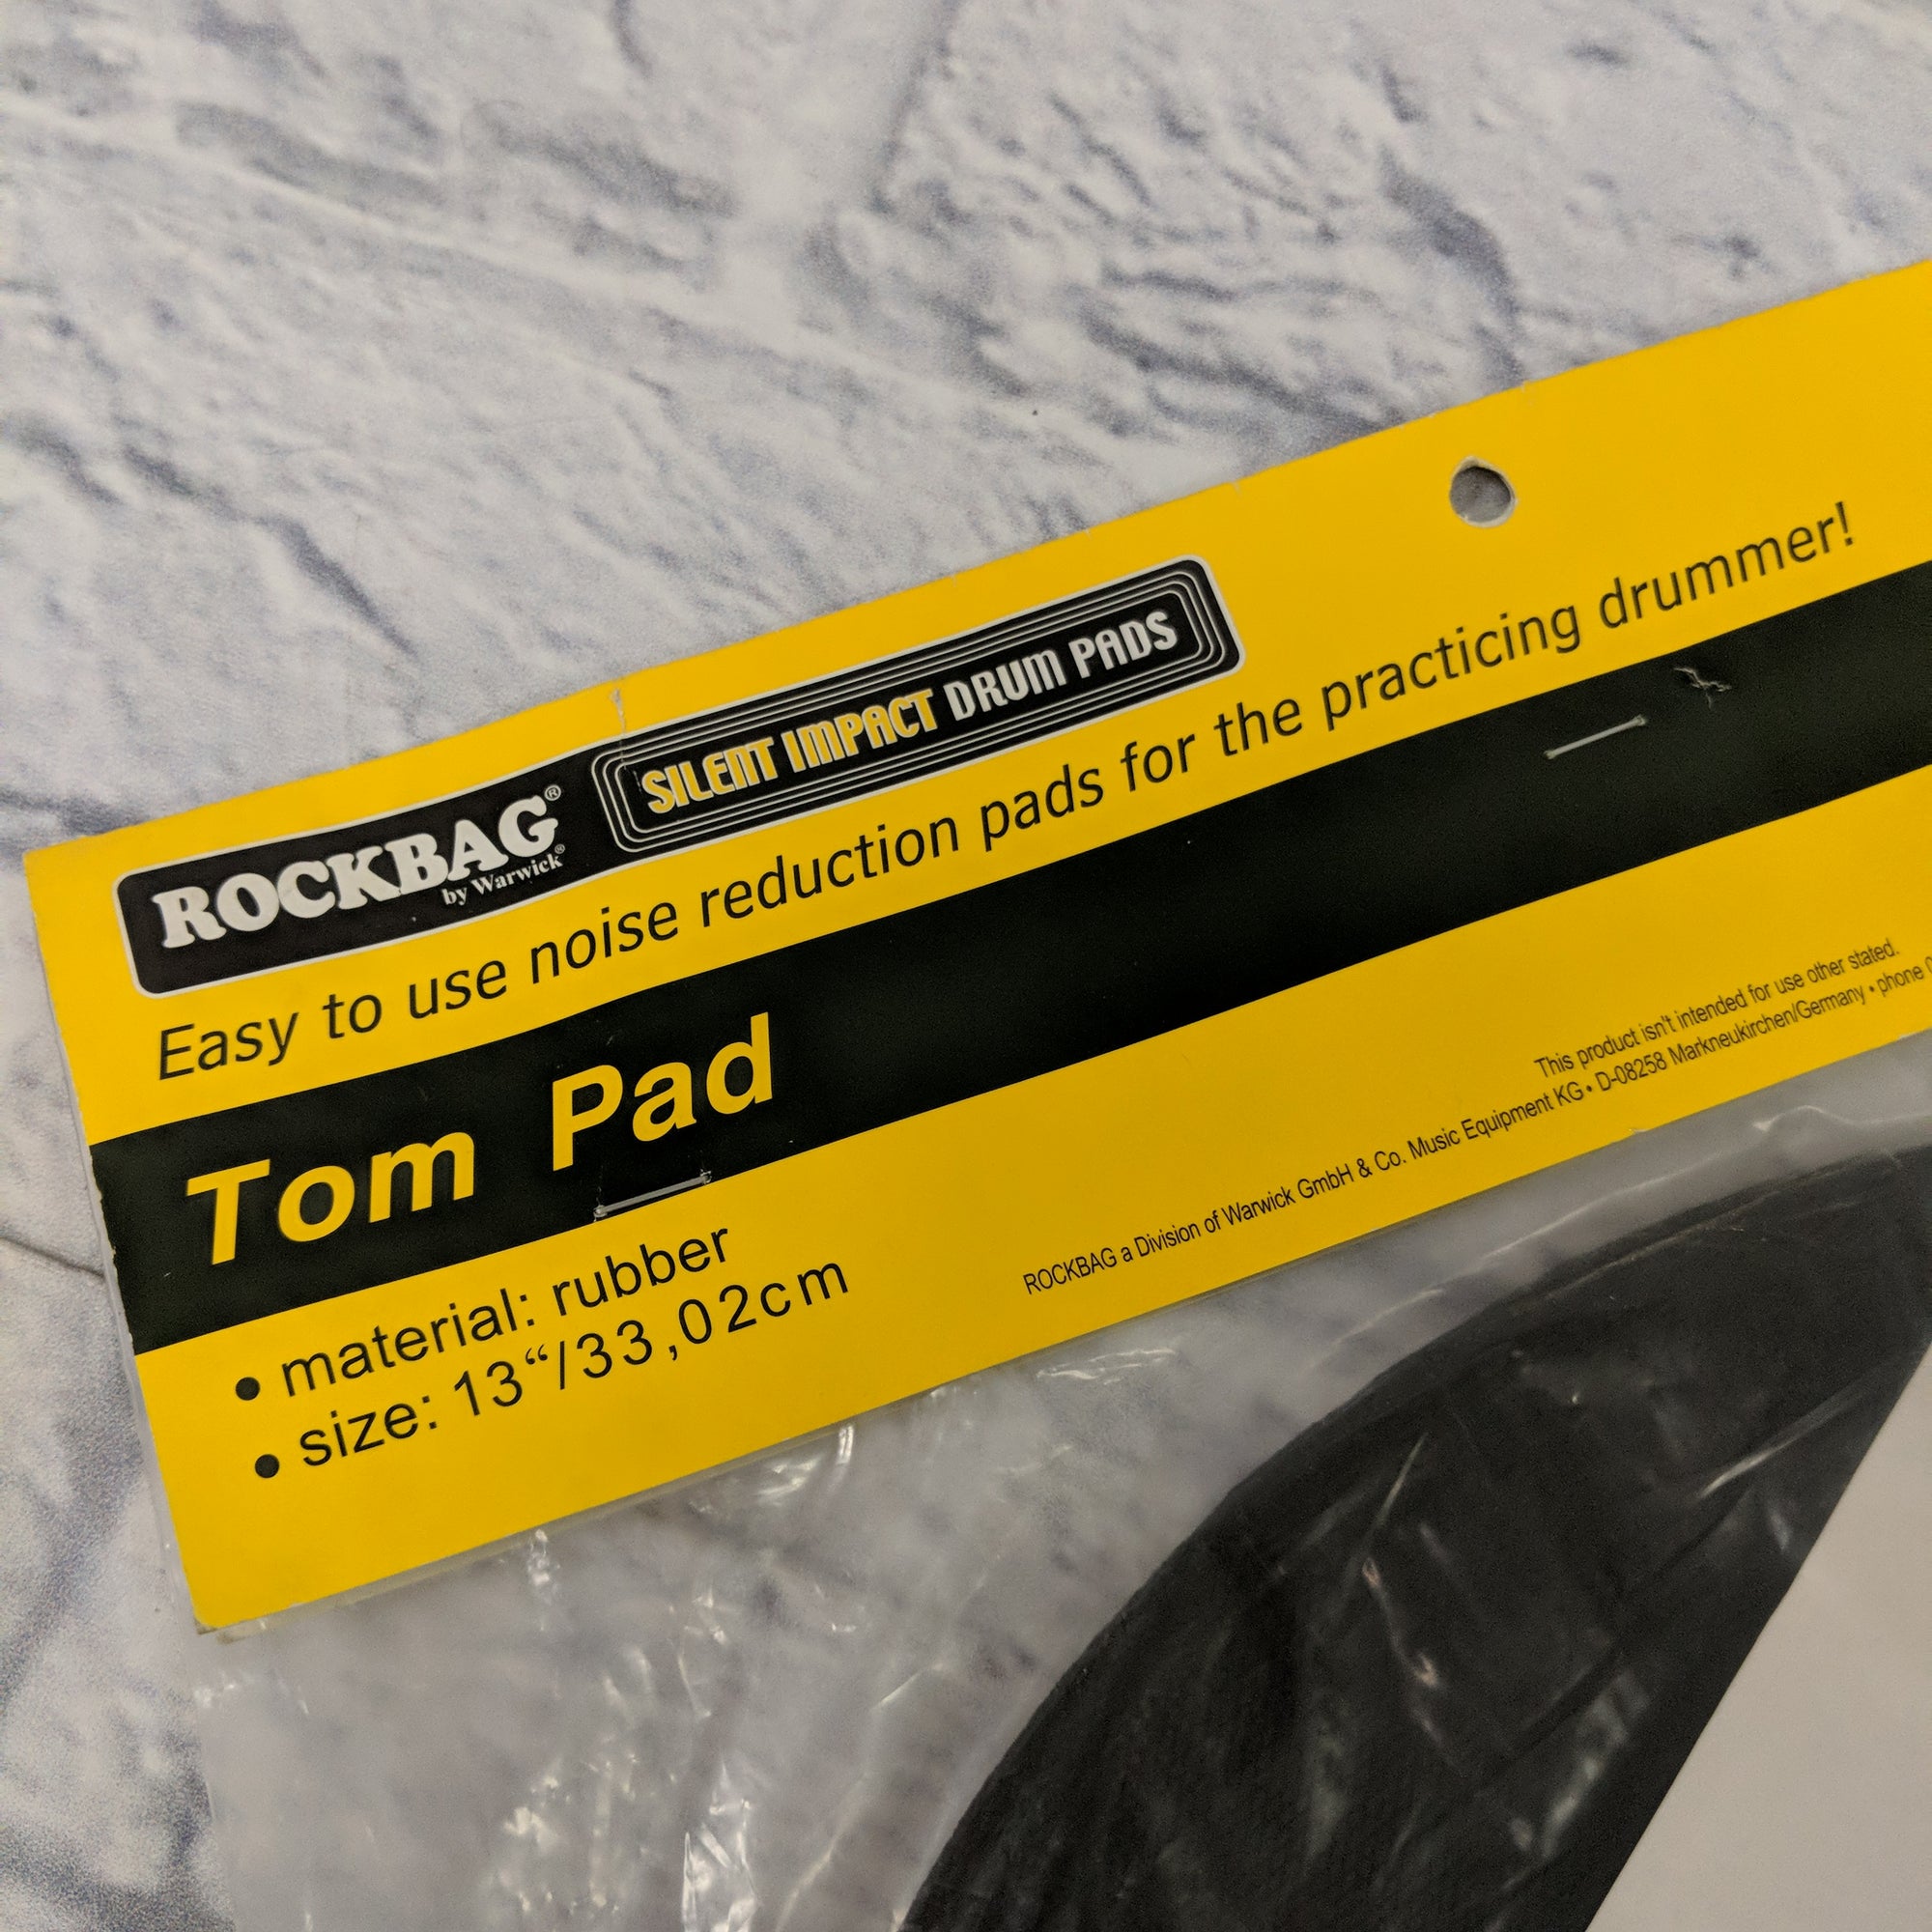 ROCKBAG®
by Warwick®
SILENT IMPACT DRUM PADS
Easy to use noise reduction pads for the practicing drummer!
Tom Pad
• material: rubber
• size: 13“/33,02cm
This product isn't intended for use other stated.
ROCKBAG a Division of Warwick GmbH & Co. Music Equipment KG • D-08258 Markneukirchen/Germany • phone